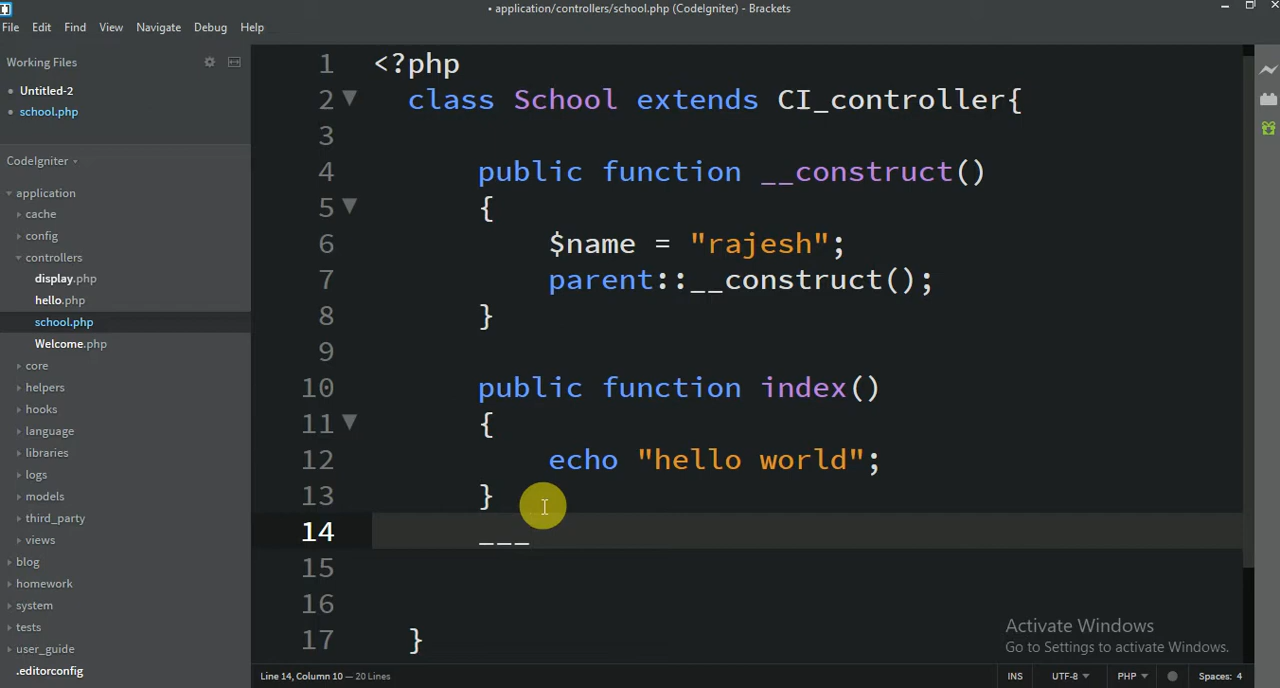 • application/controllers/school.php (CodeIgniter) - Brackets
File Edit Find View Navigate Debug Help
Working Files
• Untitled-2
• school.php
CodeIgniter
application
cache
config
controllers
display.php
hello.php
school.php
Welcome.php
core
helpers
hooks
language
libraries
logs
models
third_party
views
blog
homework
system
tests
user_guide
.editorconfig
1 <?php
2 class School extends CI_controller{
3
4 public function __construct()
5 {
6 $name = "rajesh";
7 parent::__construct();
8 }
9
10 public function index()
11 {
12 echo "hello world";
13 }
14 ___
15
16
17 }
Activate Windows
Go to Settings to activate Windows.
Line 14, Column 10 — 20 Lines INS UTF-8 PHP Spaces: 4